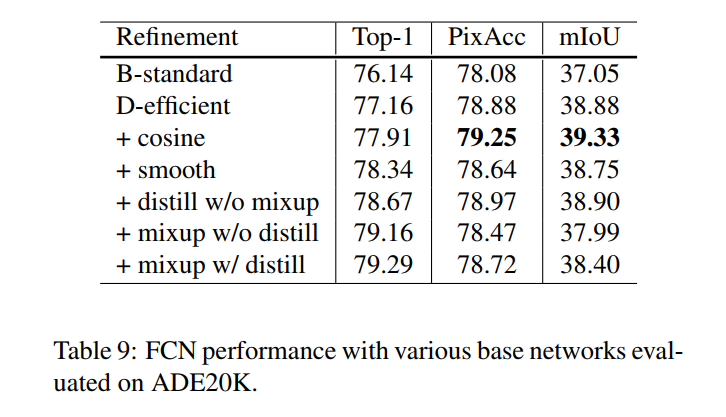 Refinement Top-1 PixAcc mIoU
B-standard 76.14 78.08 37.05
D-efficient 77.16 78.88 38.88
+ cosine 77.91 79.25 39.33
+ smooth 78.34 78.64 38.75
+ distill w/o mixup 78.67 78.97 38.90
+ mixup w/o distill 79.16 78.47 37.99
+ mixup w/ distill 79.29 78.72 38.40
Table 9: FCN performance with various base networks eval-
uated on ADE20K.